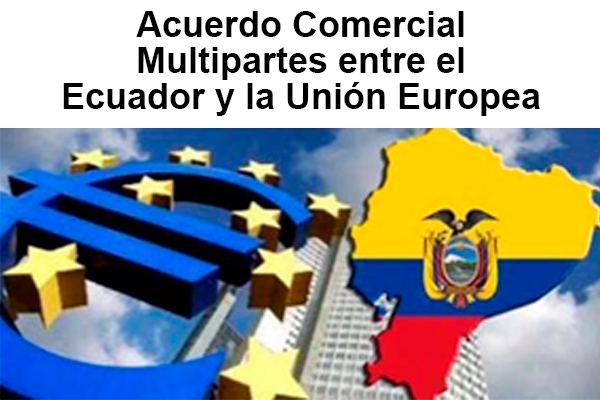 Acuerdo Comercial
Multipartes entre el
Ecuador y la Unión Europea